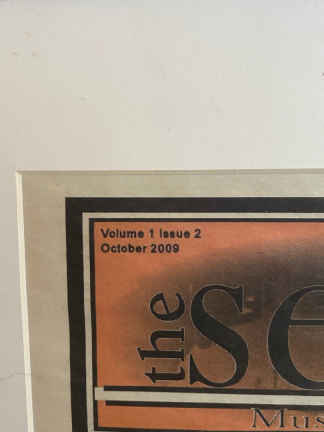 Volume 1 Issue 2
October 2009
the se
Mus